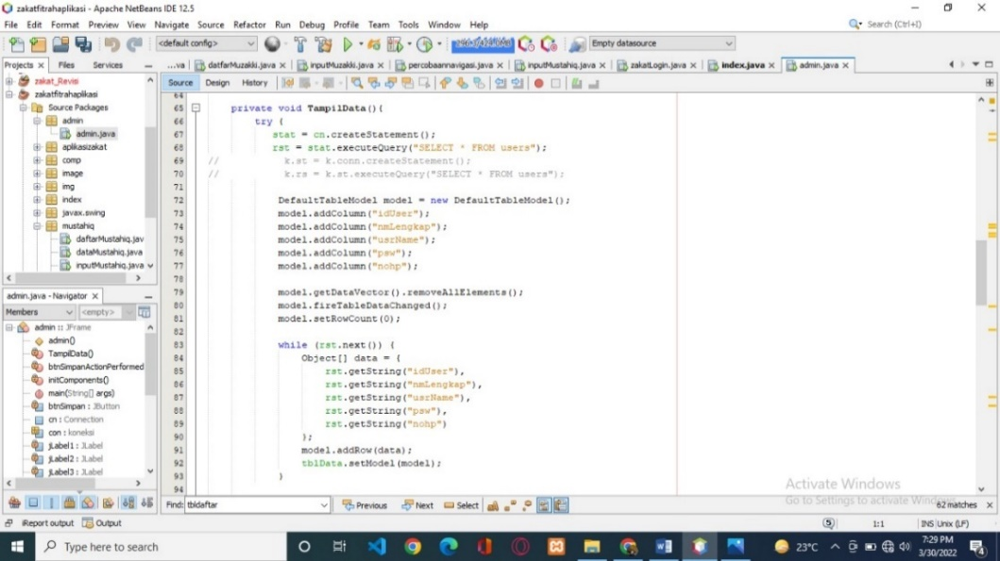 zakatfitrahaplikasi - Apache NetBeans IDE 12.5
File Edit Format Preview View Navigate Source Refactor Run Debug Profile Team Tools Window Help
Search (Ctrl+I)
<default config>
Empty datasource
Projects × Files Services
...va datfarMuzakki.java × inputMuzakki.java × percobaannavigasi.java × inputMustahiq.java × zakatLogin.java × index.java × admin.java ×
Source Design History
zakat_Revisi
zakatfitrahaplikasi
Source Packages
admin
admin.java
aplikasizakat
comp
image
img
index
javax.swing
mustahiq
daftarMustahiq.jav
dataMustahiq.java
inputMustahiq.java
admin.java - Navigator ×
Members <empty>
admin :: JFrame
admin()
TampilData()
btnSimpanActionPerformed
initComponents()
main(String[] args)
btnSimpan : JButton
cn : Connection
con : koneksi
jLabel1 : JLabel
jLabel2 : JLabel
jLabel3 : JLabel
64
65 private void TampilData(){
66 try {
67 stat = cn.createStatement();
68 rst = stat.executeQuery("SELECT * FROM users");
69 // k.st = k.conn.createStatement();
70 // k.rs = k.st.executeQuery("SELECT * FROM users");
71
72 DefaultTableModel model = new DefaultTableModel();
73 model.addColumn("idUser");
74 model.addColumn("nmLengkap");
75 model.addColumn("usrName");
76 model.addColumn("psw");
77 model.addColumn("nohp");
78
79 model.getDataVector().removeAllElements();
80 model.fireTableDataChanged();
81 model.setRowCount(0);
82
83 while (rst.next()) {
84 Object[] data = {
85 rst.getString("idUser"),
86 rst.getString("nmLengkap"),
87 rst.getString("usrName"),
88 rst.getString("psw"),
89 rst.getString("nohp")
90 };
91 model.addRow(data);
92 tblData.setModel(model);
93 }
94
Activate Windows
Go to Settings to activate Windows.
Find: tbldaftar Previous Next Select 62 matches
iReport output Output
5 1:1 INS Unix (LF)
Type here to search
23°C
7:29 PM
3/30/2022
4